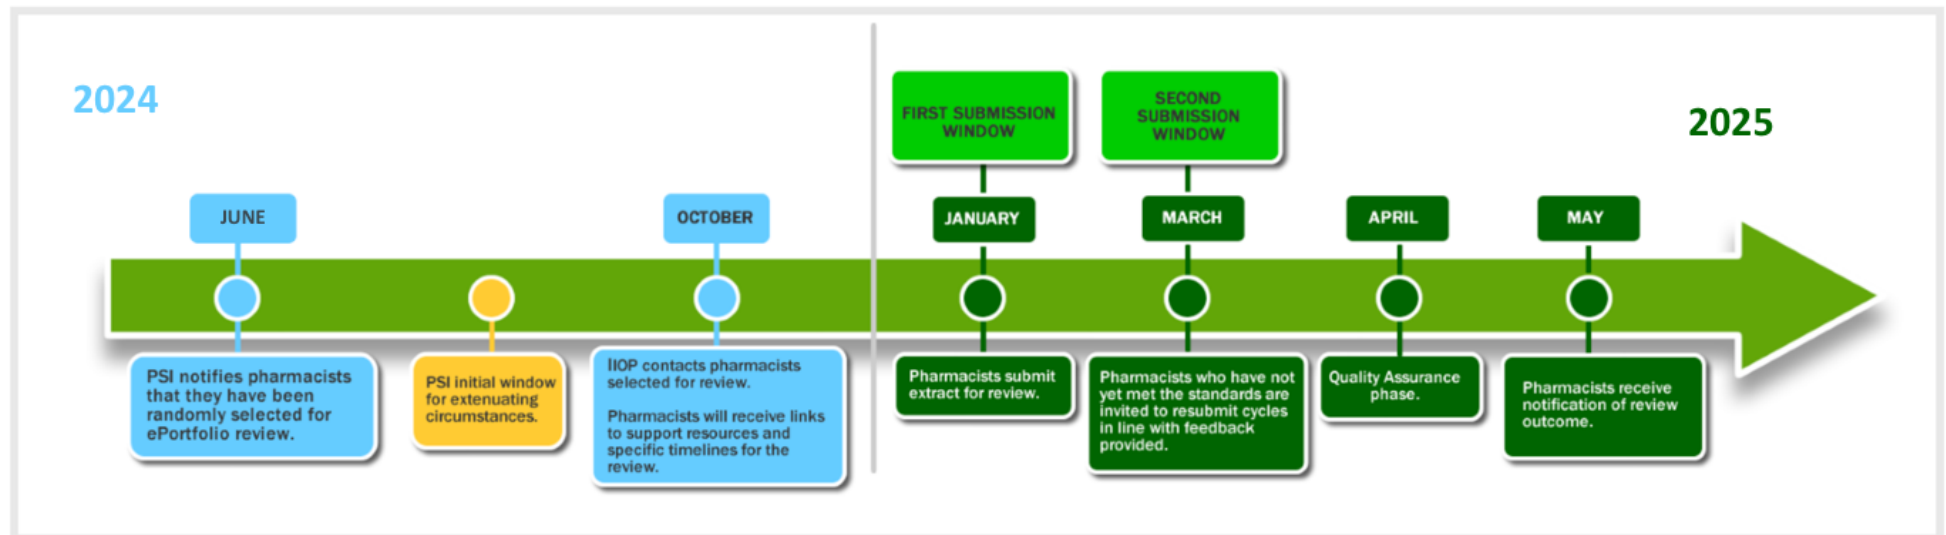 2024
JUNE
PSI notifies pharmacists
that they have been
randomly selected for
ePortfolio review.
PSI initial window
for extenuating
circumstances.
OCTOBER
IIOP contacts pharmacists
selected for review.
Pharmacists will receive links
to support resources and
specific timelines for the
review.
2025
FIRST SUBMISSION
WINDOW
JANUARY
Pharmacists submit
extract for review.
SECOND
SUBMISSION
WINDOW
MARCH
Pharmacists who have not
yet met the standards are
invited to resubmit cycles
in line with feedback
provided.
APRIL
Quality Assurance
phase.
MAY
Pharmacists receive
notification of review
outcome.